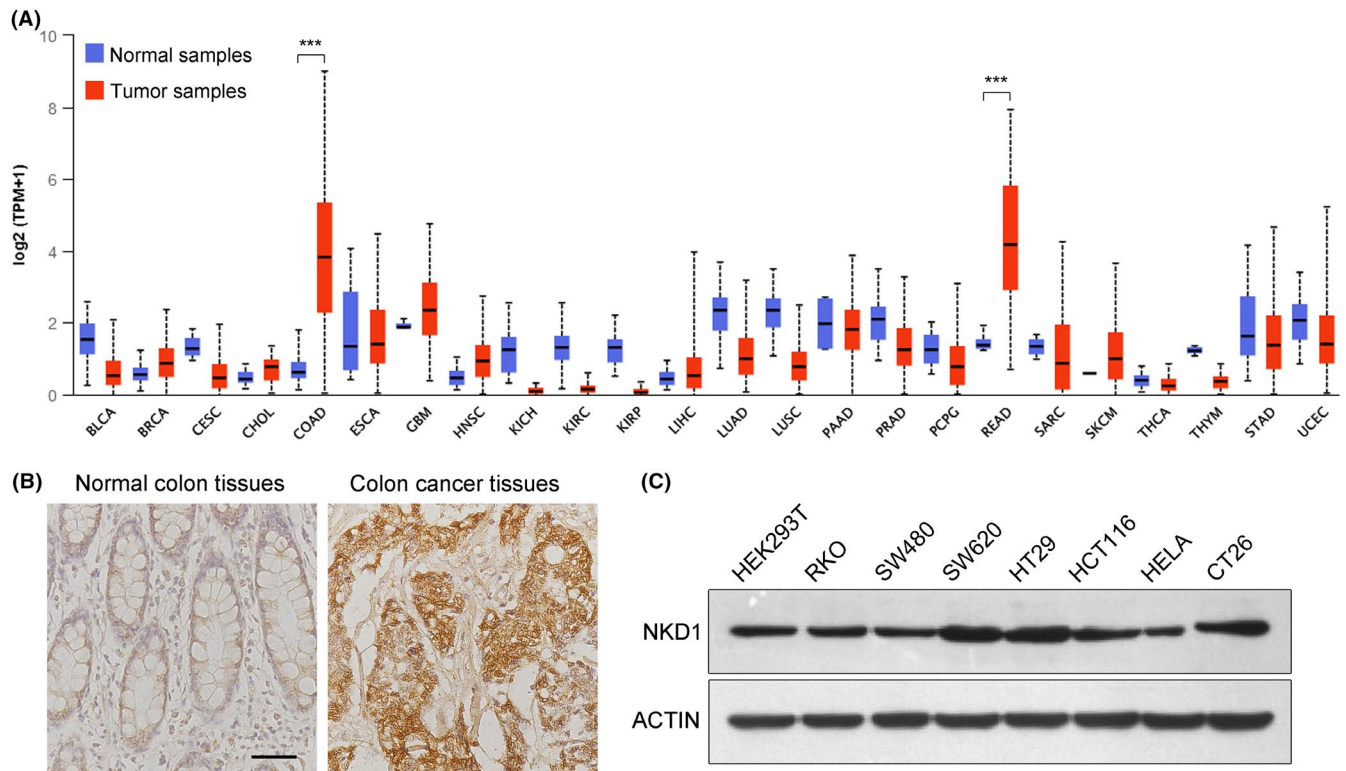 (A)
10
8
6
4
2
0
log2 (TPM+1)
Normal samples
Tumor samples
***
***
BLCA
BRCA
CESC
CHOL
COAD
ESCA
GBM
HNSC
KICH
KIRC
KIRP
LIHC
LUAD
LUSC
PAAD
PRAD
PCPG
READ
SARC
SKCM
THCA
THYM
STAD
UCEC
(B)
Normal colon tissues
Colon cancer tissues
(C)
HEK293T
RKO
SW480
SW620
HT29
HCT116
HELA
CT26
NKD1
ACTIN